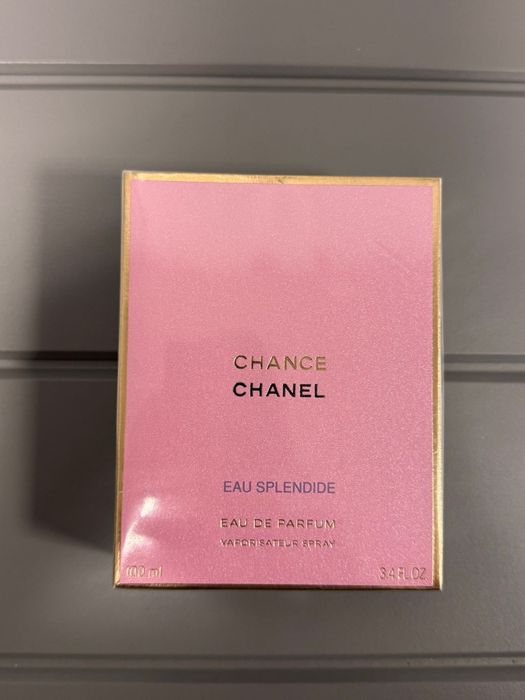 CHANCE
CHANEL
EAU SPLENDIDE
EAU DE PARFUM
VAPORISATEUR SPRAY
100 ml 3.4 FL.OZ